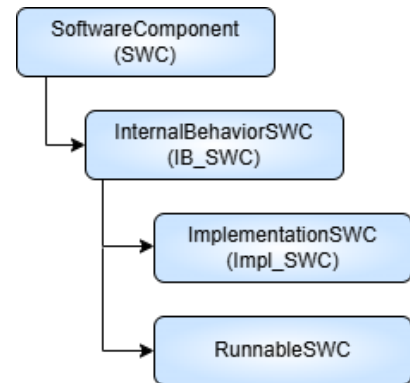 SoftwareComponent
(SWC)
InternalBehaviorSWC
(IB_SWC)
ImplementationSWC
(Impl_SWC)
RunnableSWC